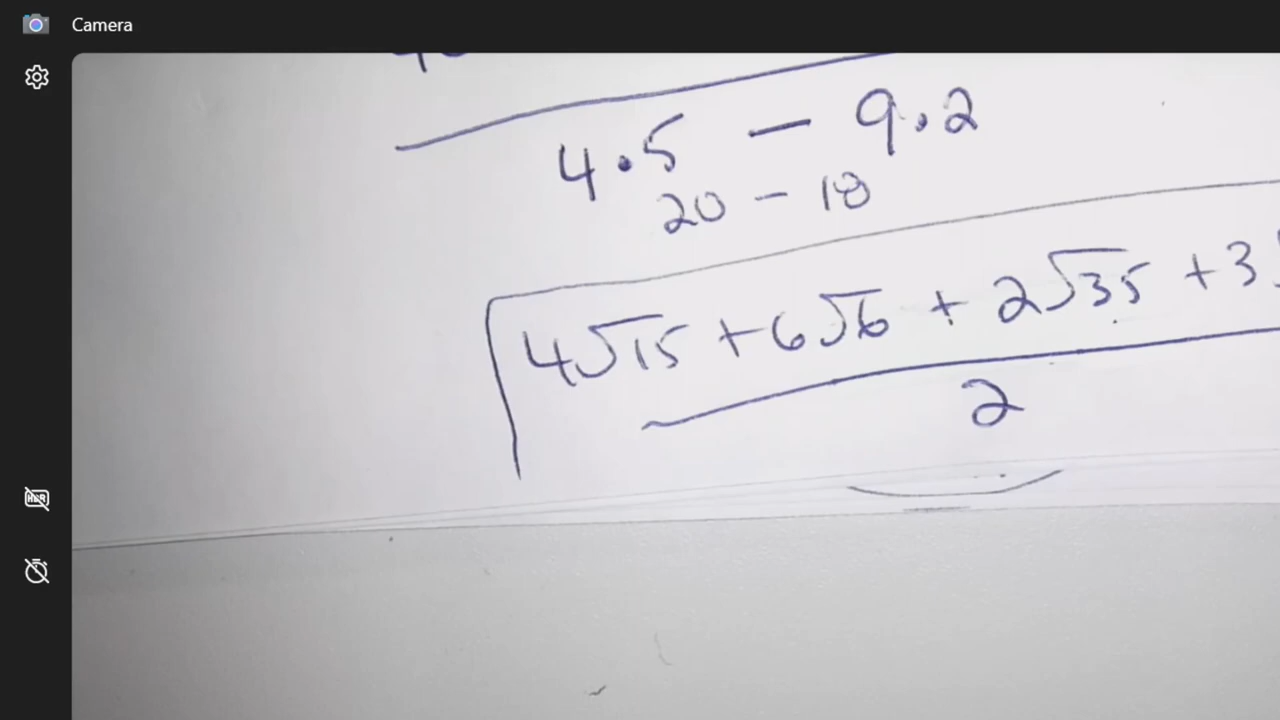 Camera
4.5 - 9.2
20 - 18
4√15 + 6√6 + 2√35 + 3
2